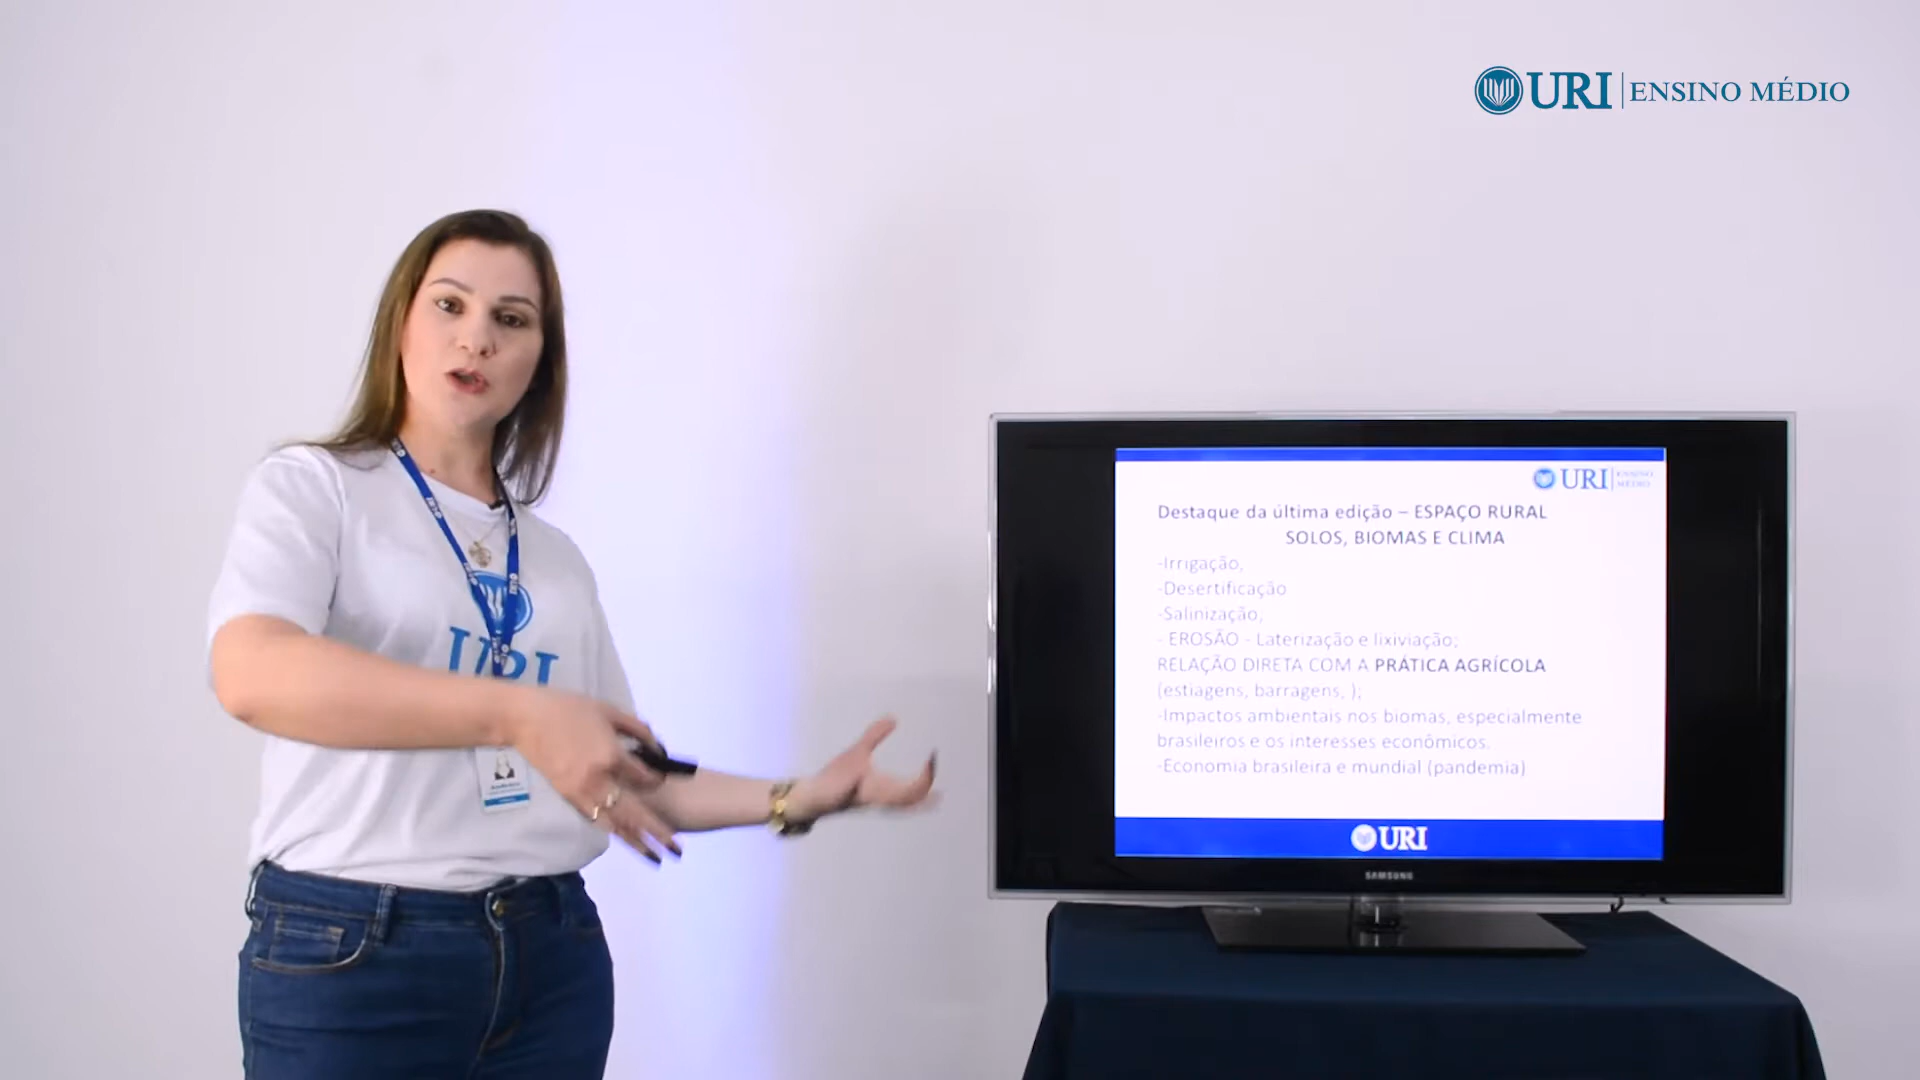 URI ENSINO MÉDIO
URI ENSINO MÉDIO
Destaque da última edição – ESPAÇO RURAL
SOLOS, BIOMAS E CLIMA
-Irrigação,
-Desertificação
-Salinização;
- EROSÃO - Laterização e lixiviação;
RELAÇÃO DIRETA COM A PRÁTICA AGRÍCOLA
(estiagens, barragens, );
-Impactos ambientais nos biomas, especialmente
brasileiros e os interesses econômicos.
-Economia brasileira e mundial (pandemia)
URI
SAMSUNG
URI